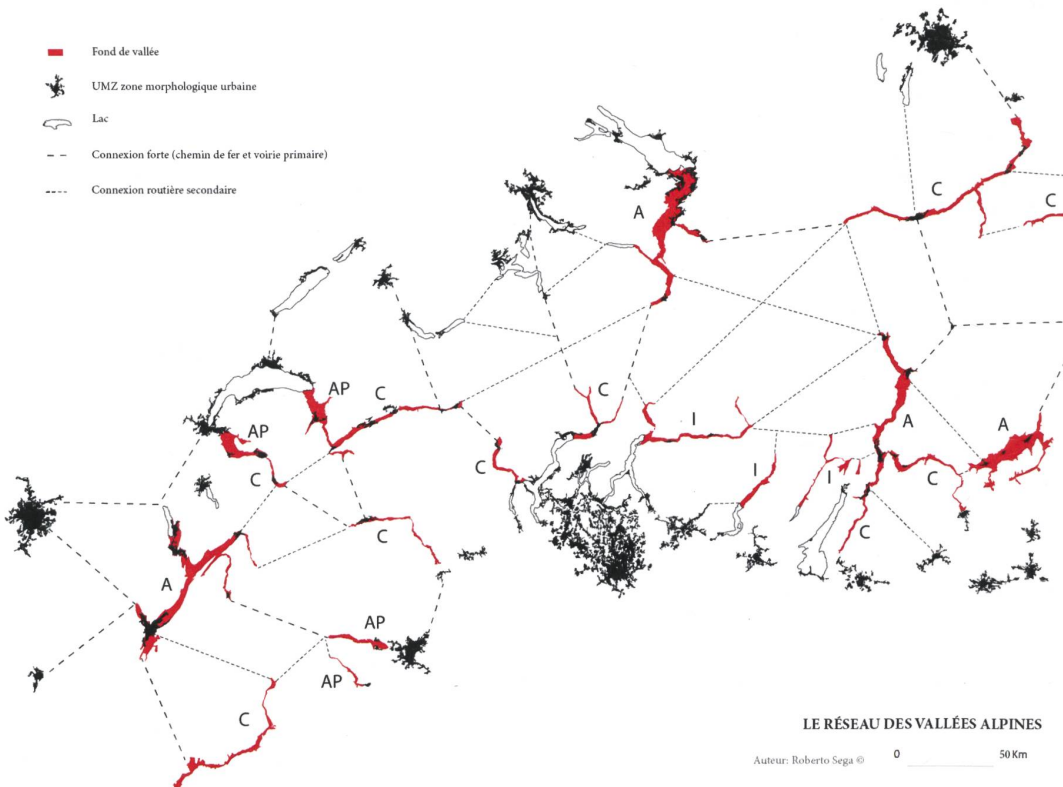 Fond de vallée
UMZ zone morphologique urbaine
Lac
Connexion forte (chemin de fer et voirie primaire)
Connexion routière secondaire
C
C
A
AP
C
C
AP
I
A
A
C
C
I
I
C
C
C
A
AP
AP
C
LE RÉSEAU DES VALLÉES ALPINES
Auteur: Roberto Sega ©
0 50 Km